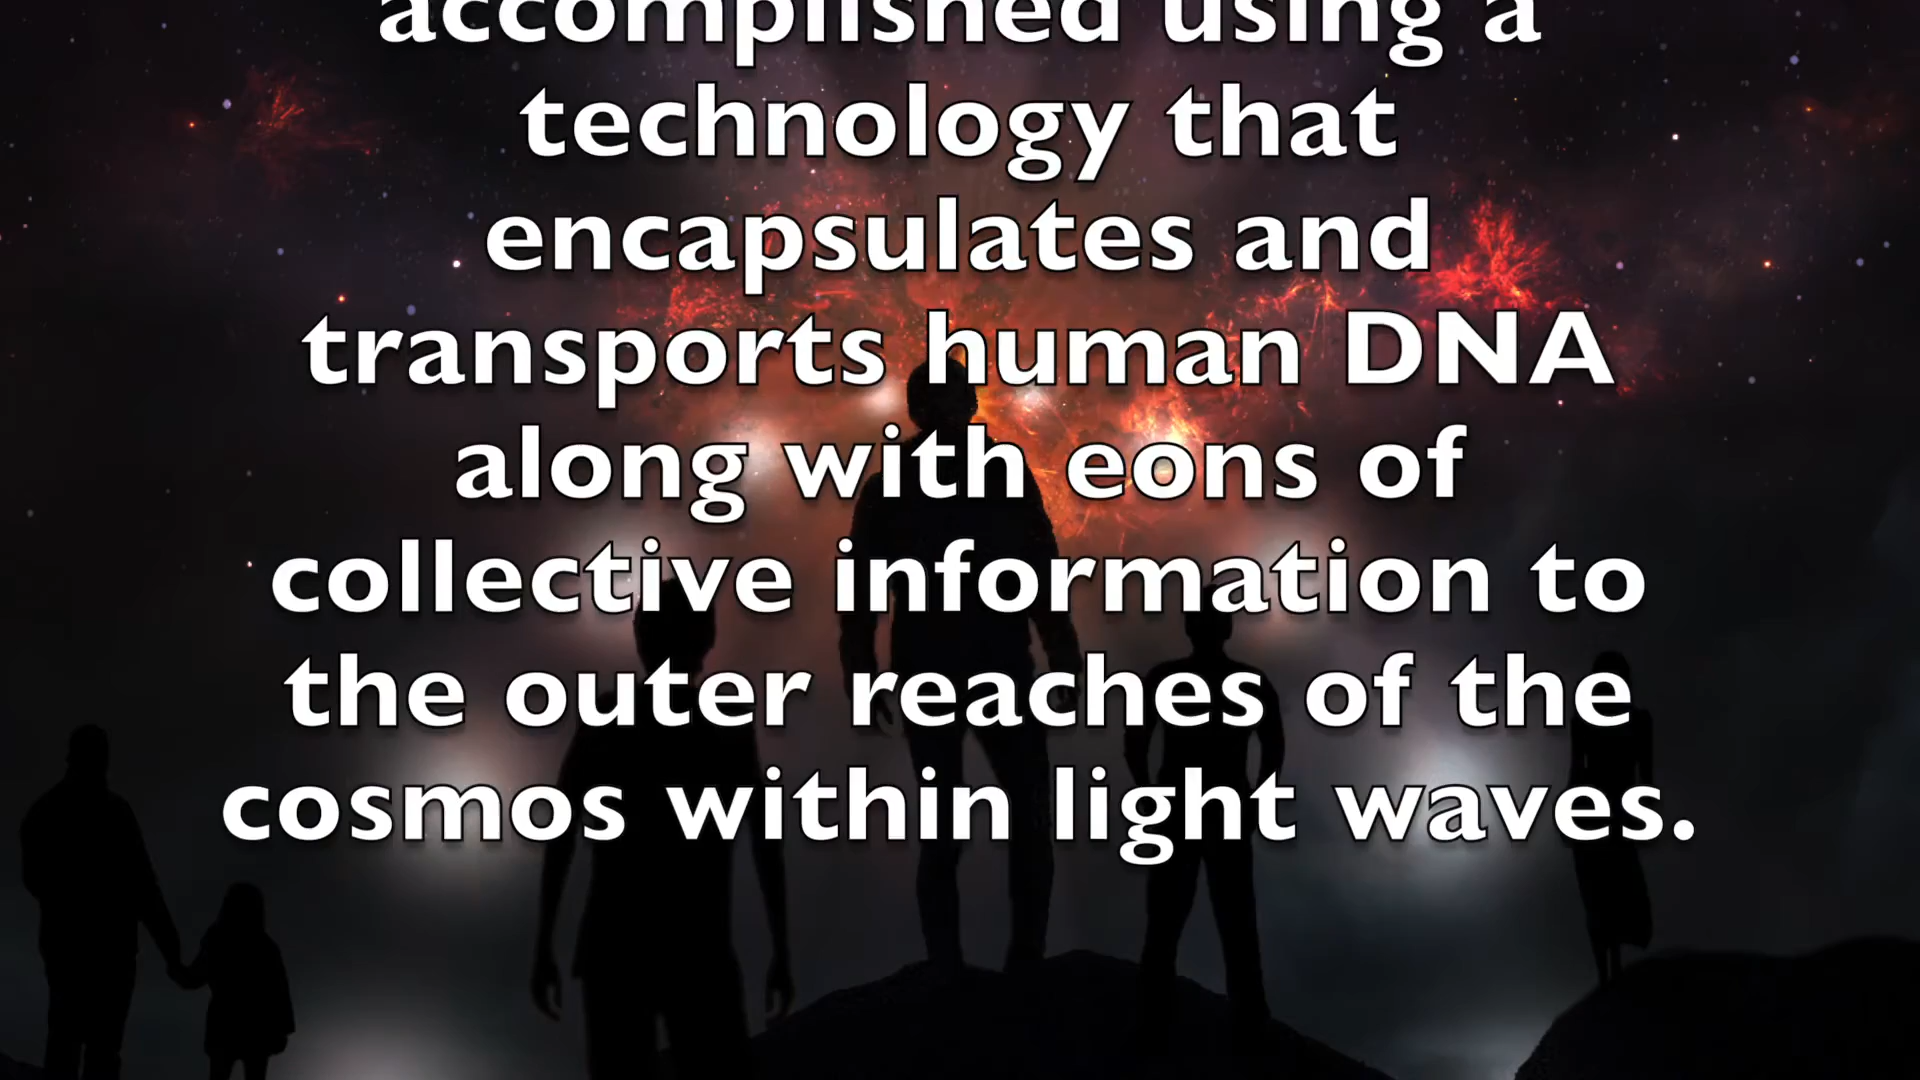 accomplished using a
technology that
encapsulates and
transports human DNA
along with eons of
collective information to
the outer reaches of the
cosmos within light waves.